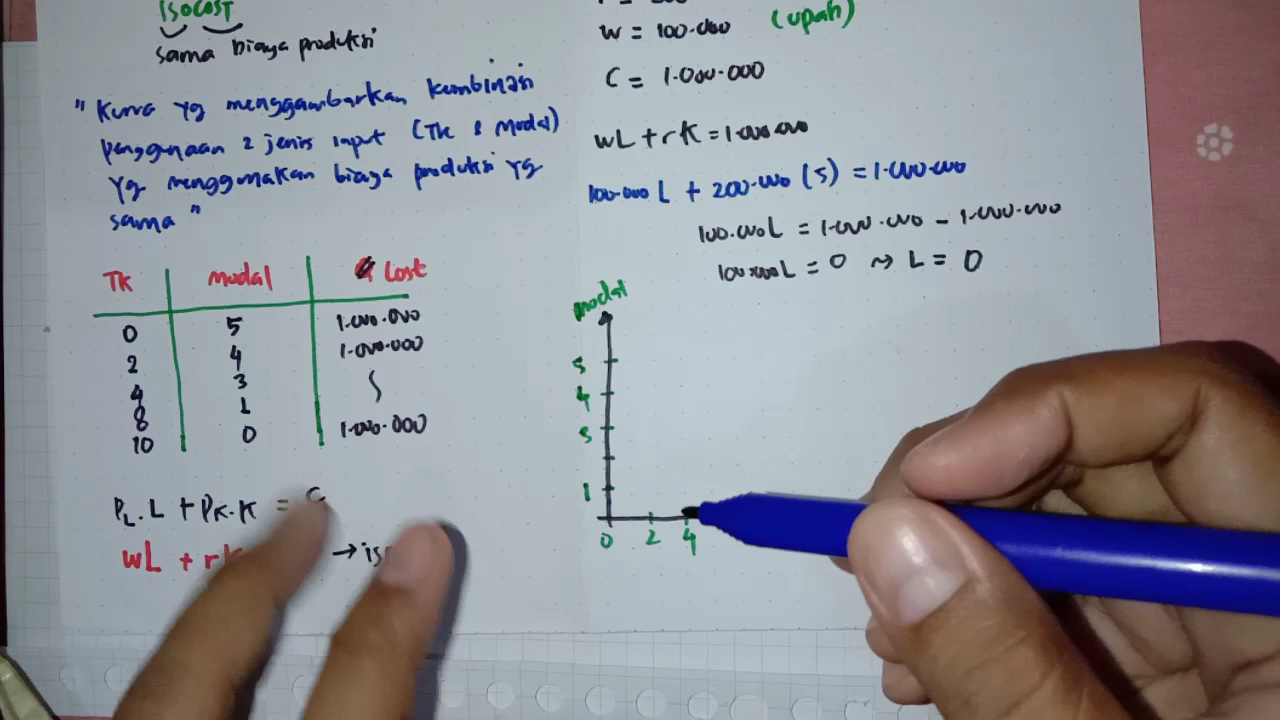 isocost
sama biaya produksi
" Kurva yg menggambarkan kombinasi
penggunaan 2 jenis input (TK & Modal)
yg menggunakan biaya produksi yg
sama "
TK modal Cost
0 5 1.000.000
2 4 1.000.000
4 3
8 1
10 0 1.000.000
PL.L + PK.K = C
wL + rK
w = 100.000 (upah)
C = 1.000.000
wL + rK = 1.000.000
100.000 L + 200.000 (5) = 1.000.000
100.000L = 1.000.000 - 1.000.000
100.000L = 0 → L = 0
modal
5
4
3
1
0 2 4